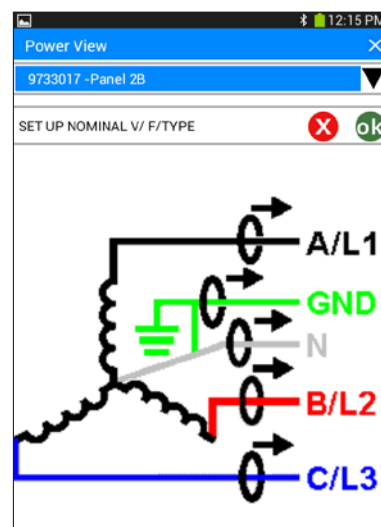 12:15 PM
Power View
9733017 -Panel 2B
SET UP NOMINAL V/ F/TYPE
X
ok
A/L1
GND
N
B/L2
C/L3